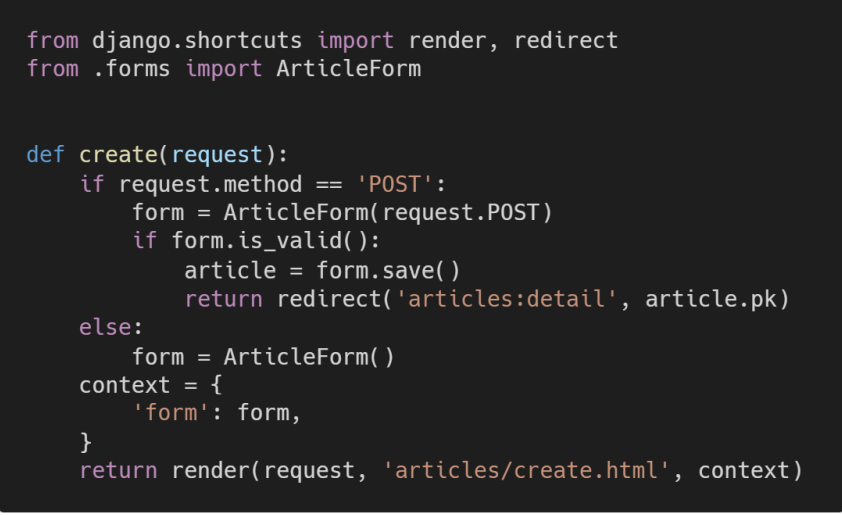 from django.shortcuts import render, redirect
from .forms import ArticleForm
def create(request):
    if request.method == 'POST':
        form = ArticleForm(request.POST)
        if form.is_valid():
            article = form.save()
            return redirect('articles:detail', article.pk)
    else:
        form = ArticleForm()
    context = {
        'form': form,
    }
    return render(request, 'articles/create.html', context)